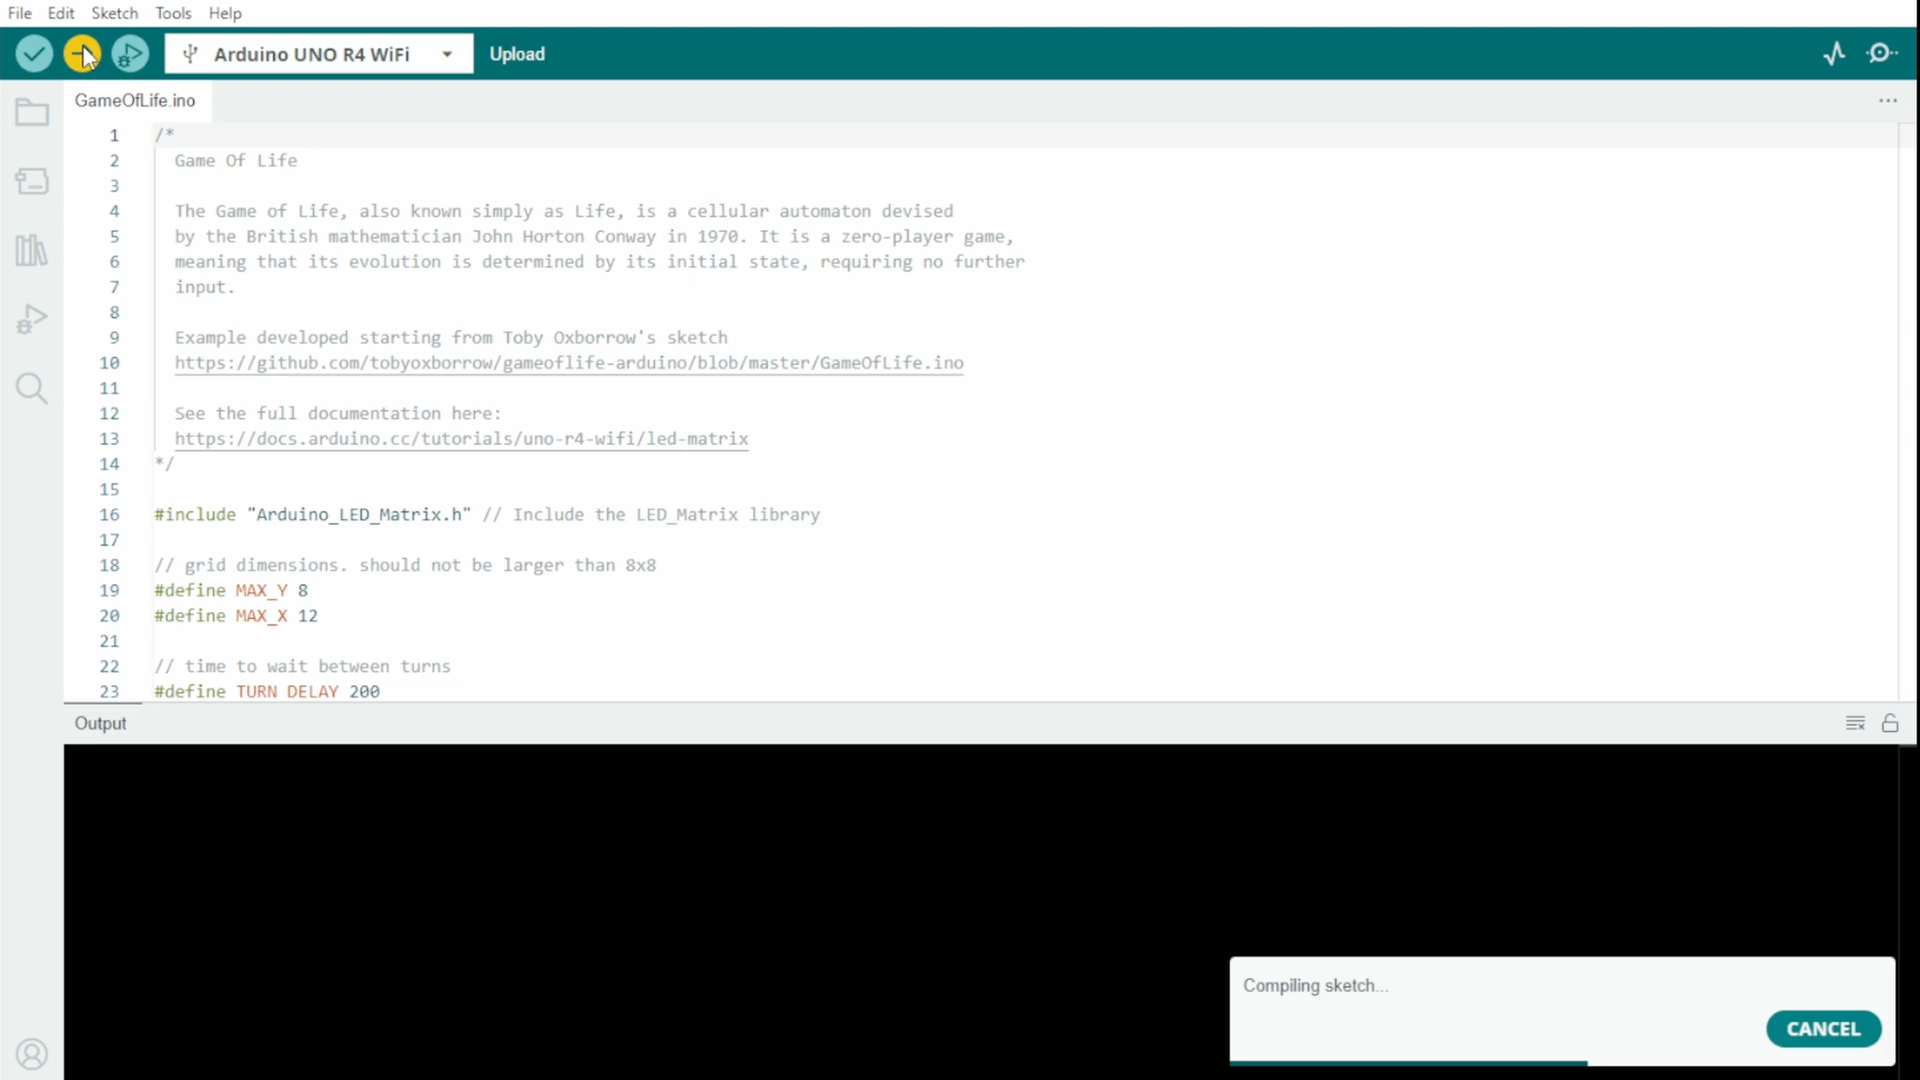 File Edit Sketch Tools Help
Arduino UNO R4 WiFi Upload
GameOfLife.ino
1 /*
2 Game Of Life
3
4 The Game of Life, also known simply as Life, is a cellular automaton devised
5 by the British mathematician John Horton Conway in 1970. It is a zero-player game,
6 meaning that its evolution is determined by its initial state, requiring no further
7 input.
8
9 Example developed starting from Toby Oxborrow's sketch
10 https://github.com/tobyoxborrow/gameoflife-arduino/blob/master/GameOfLife.ino
11
12 See the full documentation here:
13 https://docs.arduino.cc/tutorials/uno-r4-wifi/led-matrix
14 */
15
16 #include "Arduino_LED_Matrix.h" // Include the LED_Matrix library
17
18 // grid dimensions. should not be larger than 8x8
19 #define MAX_Y 8
20 #define MAX_X 12
21
22 // time to wait between turns
23 #define TURN DELAY 200
Output
Compiling sketch...
CANCEL